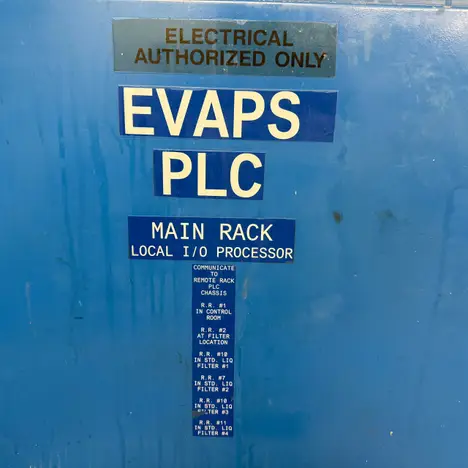 ELECTRICAL
AUTHORIZED ONLY
EVAPS
PLC
MAIN RACK
LOCAL I/O PROCESSOR
COMMUNICATE
TO
REMOTE RACK
PLC
CHASSIS
R.R. #1
IN CONTROL
ROOM
R.R. #2
AT FILTER
LOCATION
R.R. #10
IN STD. LIQ
FILTER #1
R.R. #7
IN STD. LIQ
FILTER #2
R.R. #10
IN STD. LIQ
FILTER #3
R.R. #11
IN STD. LIQ
FILTER #4